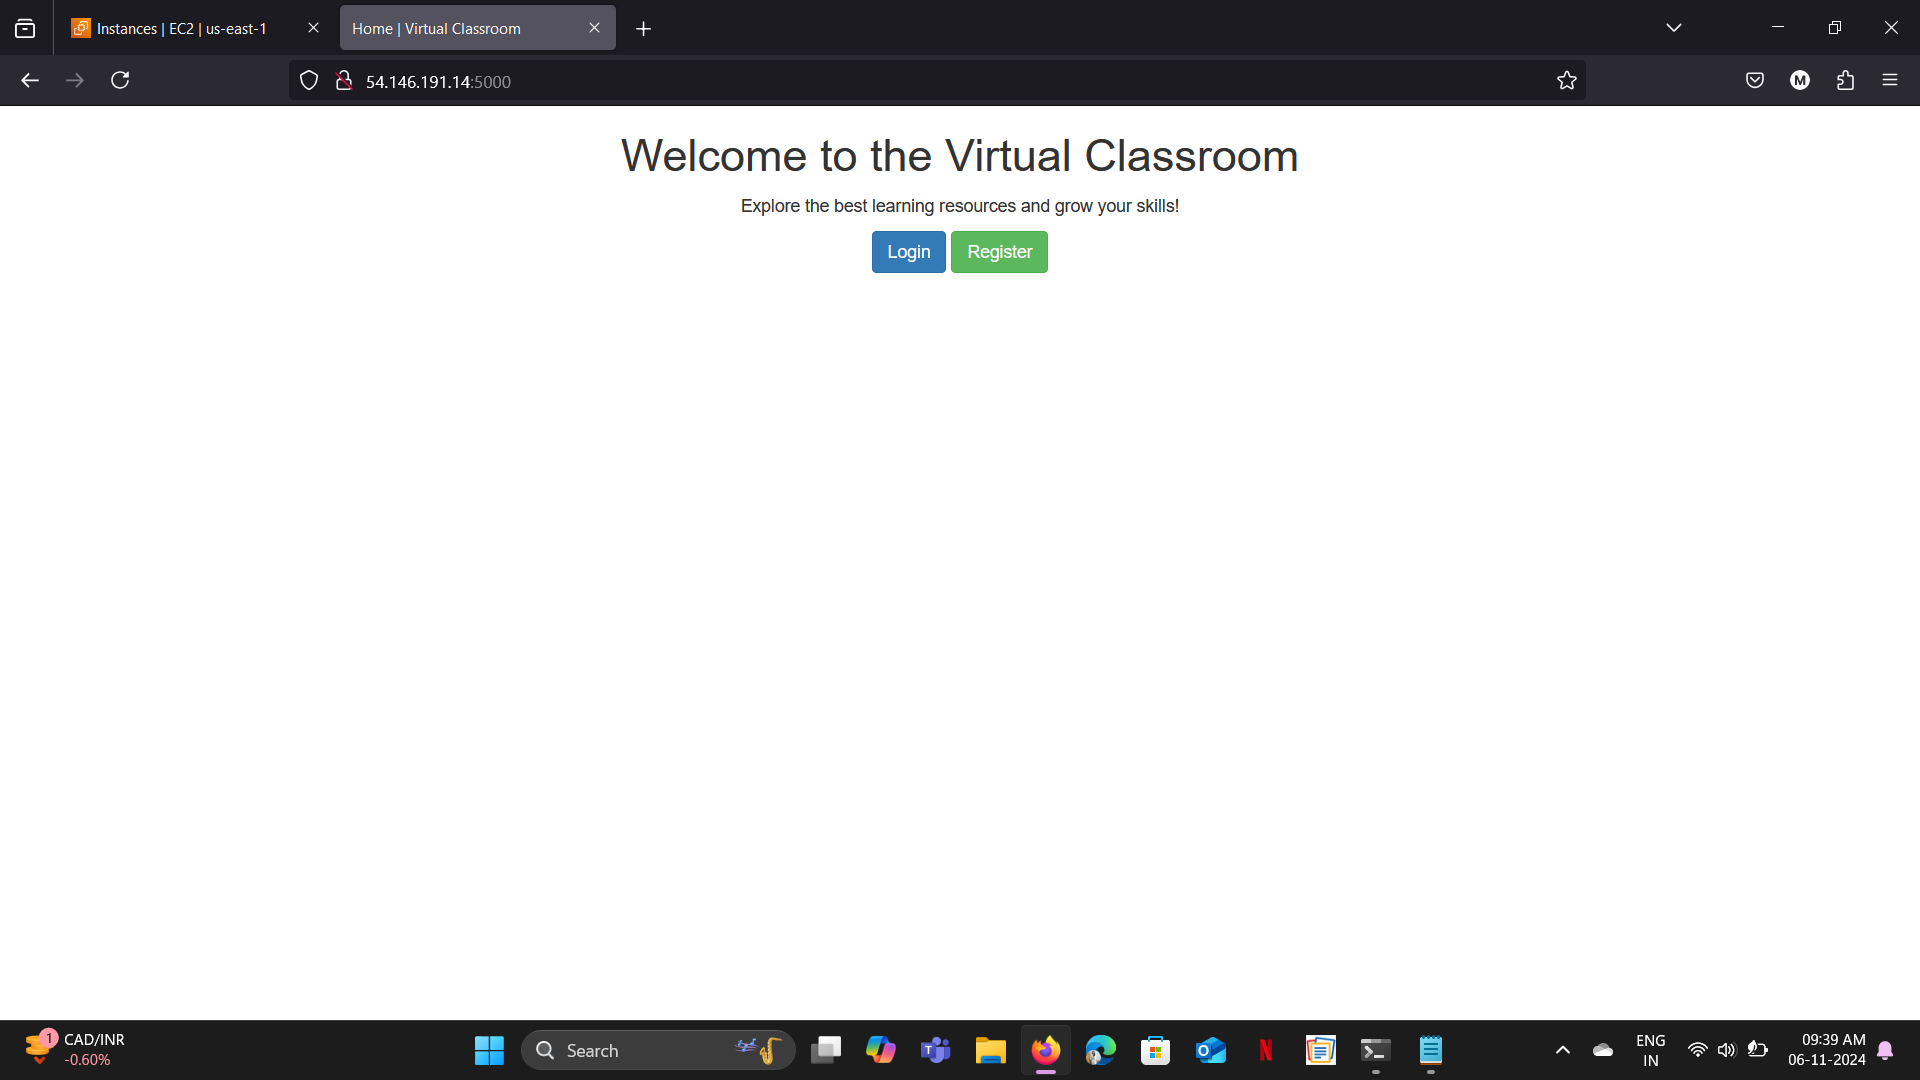 Instances | EC2 | us-east-1
Home | Virtual Classroom
54.146.191.14:5000
M
Welcome to the Virtual Classroom
Explore the best learning resources and grow your skills!
Login Register
1
CAD/INR
-0.60%
Search
T
O
N
ENG
IN
09:39 AM
06-11-2024